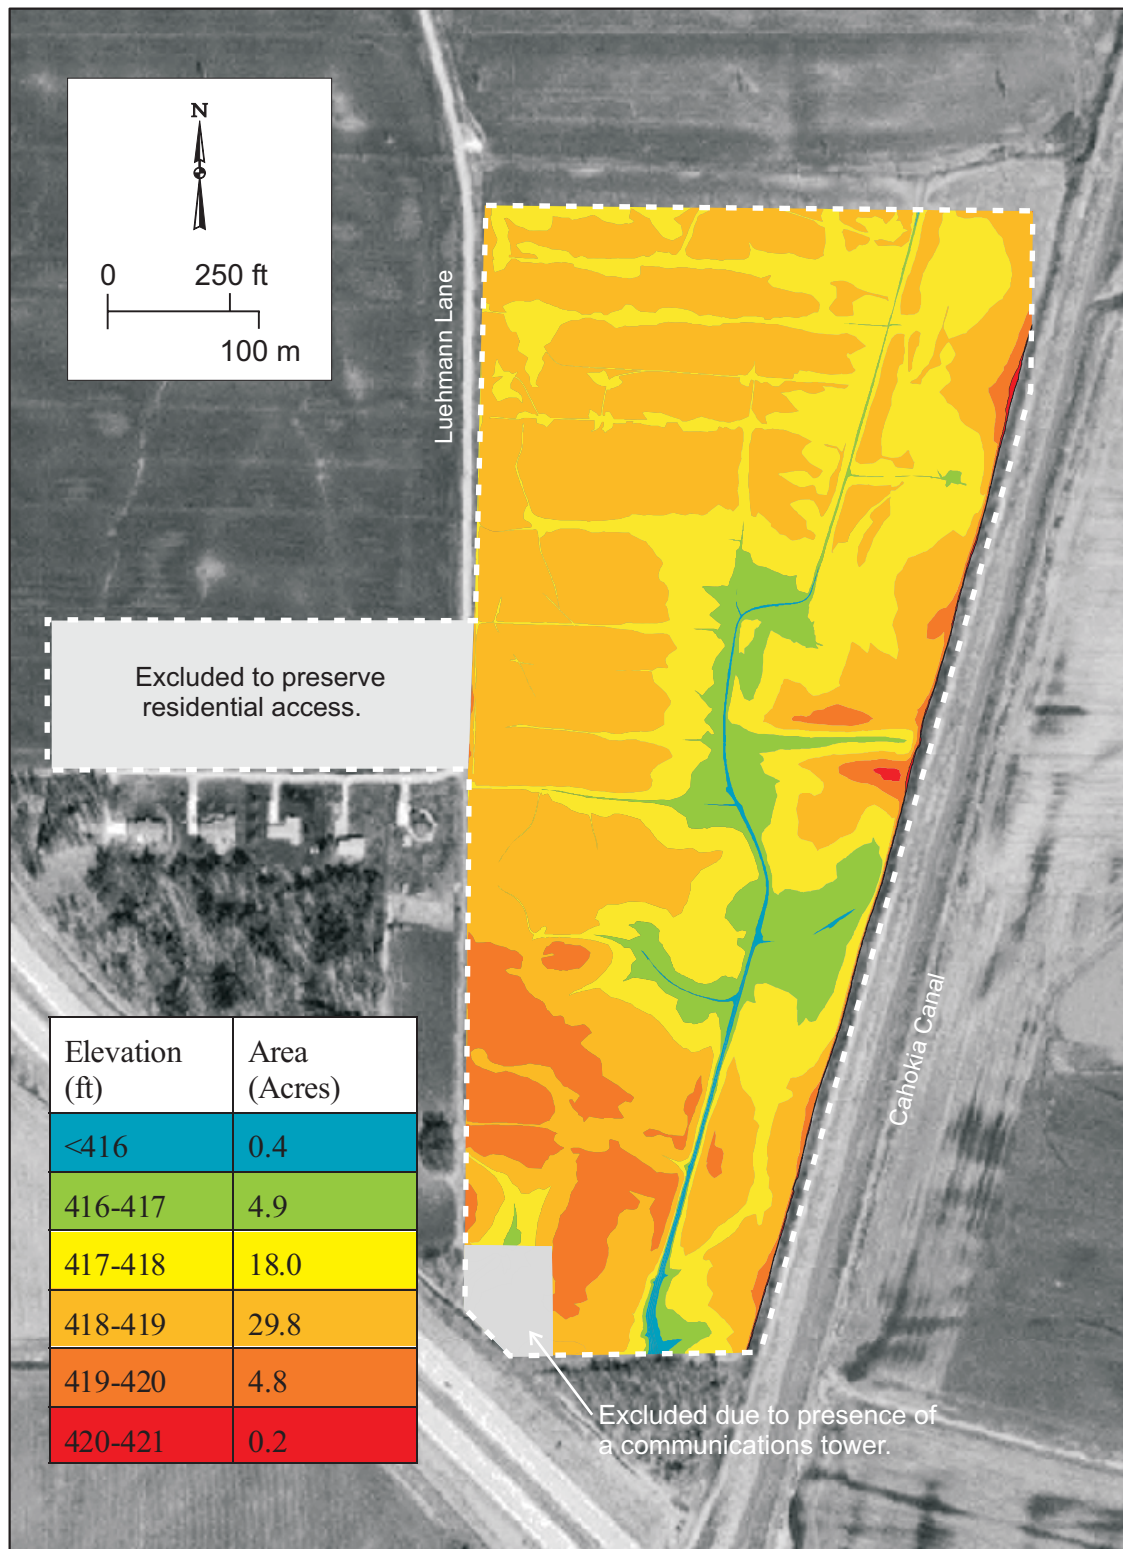 N
0
250 ft
100 m
Luehmann Lane
Excluded to preserve
residential access.
Cahokia Canal
Elevation (ft) Area (Acres)
<416 0.4
416-417 4.9
417-418 18.0
418-419 29.8
419-420 4.8
420-421 0.2
Excluded due to presence of
a communications tower.